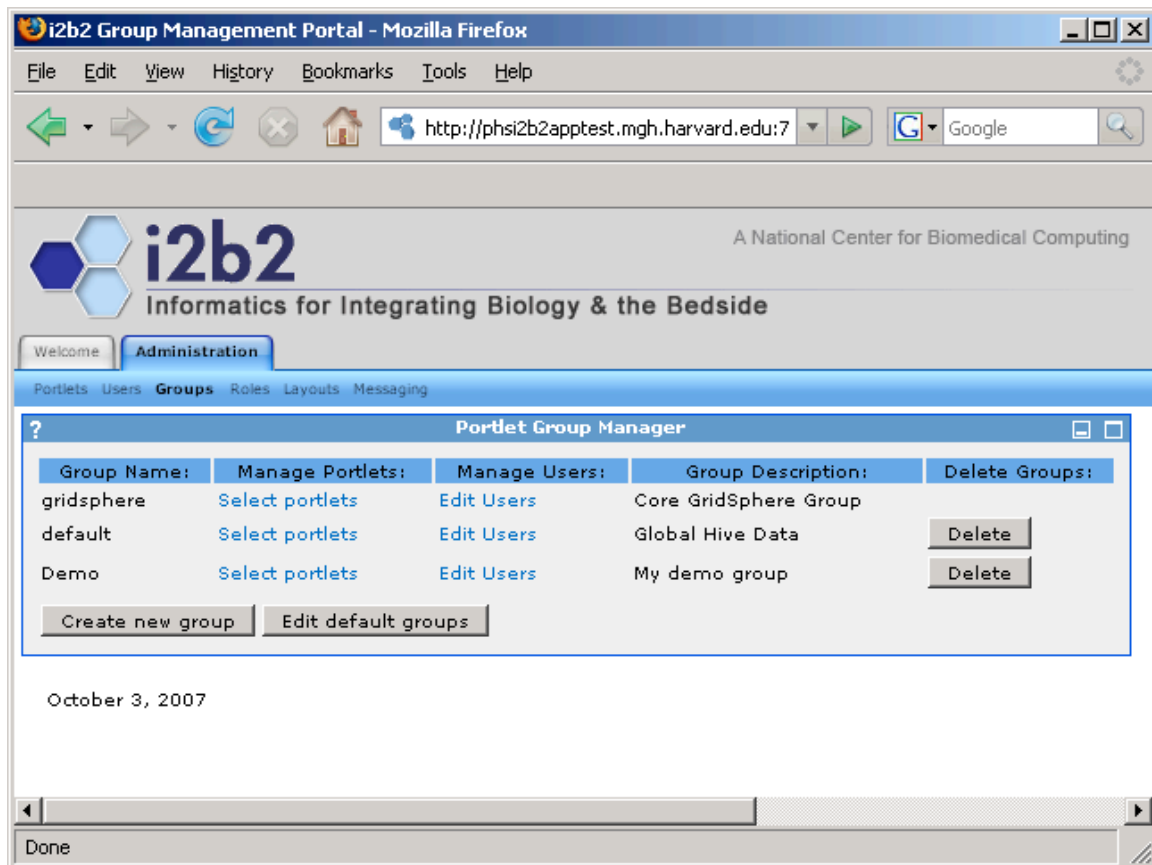 i2b2 Group Management Portal - Mozilla Firefox
File Edit View History Bookmarks Tools Help
http://phsi2b2apptest.mgh.harvard.edu:7 G Google
i2b2 A National Center for Biomedical Computing
Informatics for Integrating Biology & the Bedside
Welcome Administration
Portlets Users Groups Roles Layouts Messaging
? Portlet Group Manager
Group Name: Manage Portlets: Manage Users: Group Description: Delete Groups:
gridsphere Select portlets Edit Users Core GridSphere Group
default Select portlets Edit Users Global Hive Data Delete
Demo Select portlets Edit Users My demo group Delete
Create new group Edit default groups
October 3, 2007
Done